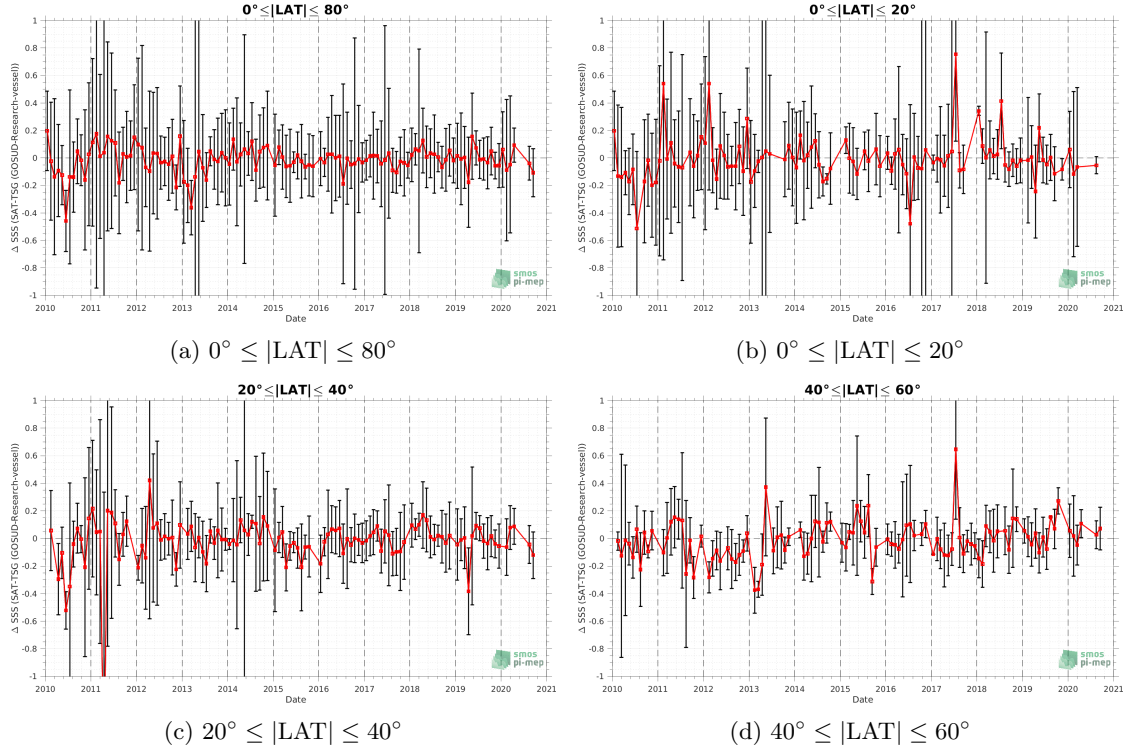 0°≤|LAT|≤ 80°
Δ SSS (SAT-TSG (GOSUD-Research-vessel))
1
0.8
0.6
0.4
0.2
0
-0.2
-0.4
-0.6
-0.8
-1
2010 2011 2012 2013 2014 2015 2016 2017 2018 2019 2020 2021
Date
smos
pi-mep
(a) 0° ≤ |LAT| ≤ 80°
0°≤|LAT|≤ 20°
Δ SSS (SAT-TSG (GOSUD-Research-vessel))
1
0.8
0.6
0.4
0.2
0
-0.2
-0.4
-0.6
-0.8
-1
2010 2011 2012 2013 2014 2015 2016 2017 2018 2019 2020 2021
Date
smos
pi-mep
(b) 0° ≤ |LAT| ≤ 20°
20°≤|LAT|≤ 40°
Δ SSS (SAT-TSG (GOSUD-Research-vessel))
1
0.8
0.6
0.4
0.2
0
-0.2
-0.4
-0.6
-0.8
-1
2010 2011 2012 2013 2014 2015 2016 2017 2018 2019 2020 2021
Date
smos
pi-mep
(c) 20° ≤ |LAT| ≤ 40°
40°≤|LAT|≤ 60°
Δ SSS (SAT-TSG (GOSUD-Research-vessel))
1
0.8
0.6
0.4
0.2
0
-0.2
-0.4
-0.6
-0.8
-1
2010 2011 2012 2013 2014 2015 2016 2017 2018 2019 2020 2021
Date
smos
pi-mep
(d) 40° ≤ |LAT| ≤ 60°